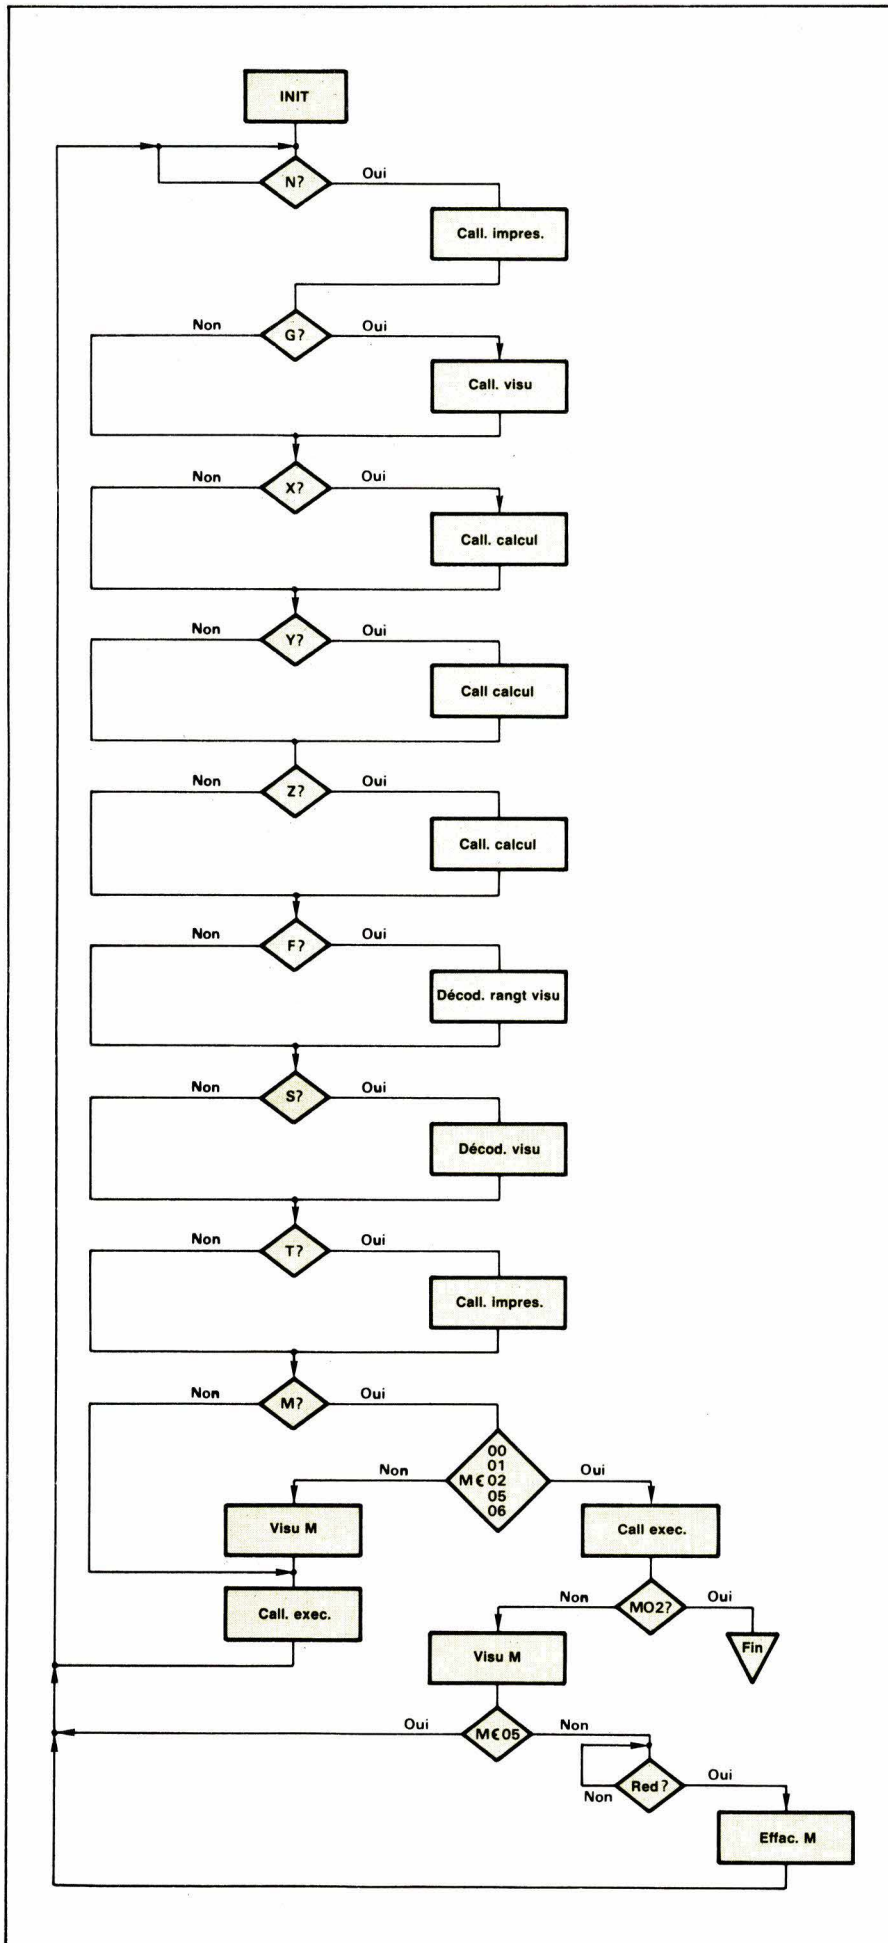 INIT
N?
Oui
Call. impres.
Non
G?
Oui
Call. visu
Non
X?
Oui
Call. calcul
Non
Y?
Oui
Call calcul
Non
Z?
Oui
Call. calcul
Non
F?
Oui
Décod. rangt visu
Non
S?
Oui
Décod. visu
Non
T?
Oui
Call. impres.
Non
M?
Oui
00
01
Non
M€ 02
Oui
05
06
Visu M
Call exec.
Call. exec.
Non
MO2?
Oui
Visu M
Fin
Oui
M€05
Non
Red?
Oui
Non
Effac. M